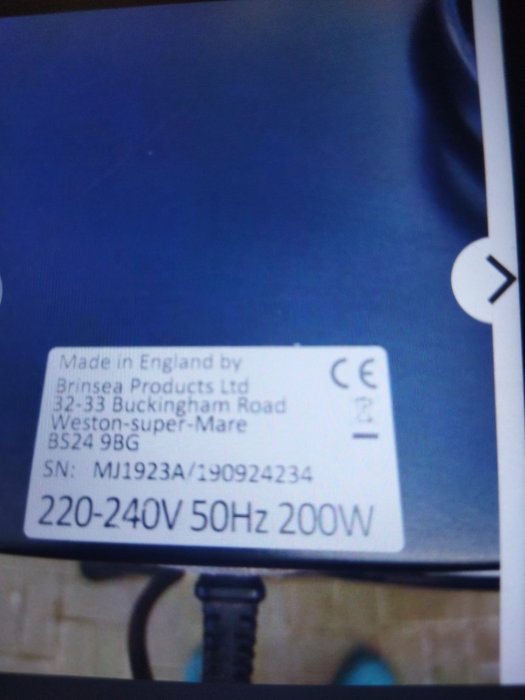 Made in England by
Brinsea Products Ltd
32-33 Buckingham Road
Weston-super-Mare
BS24 9BG
SN: MJ1923A/190924234
220-240V 50Hz 200W
CE